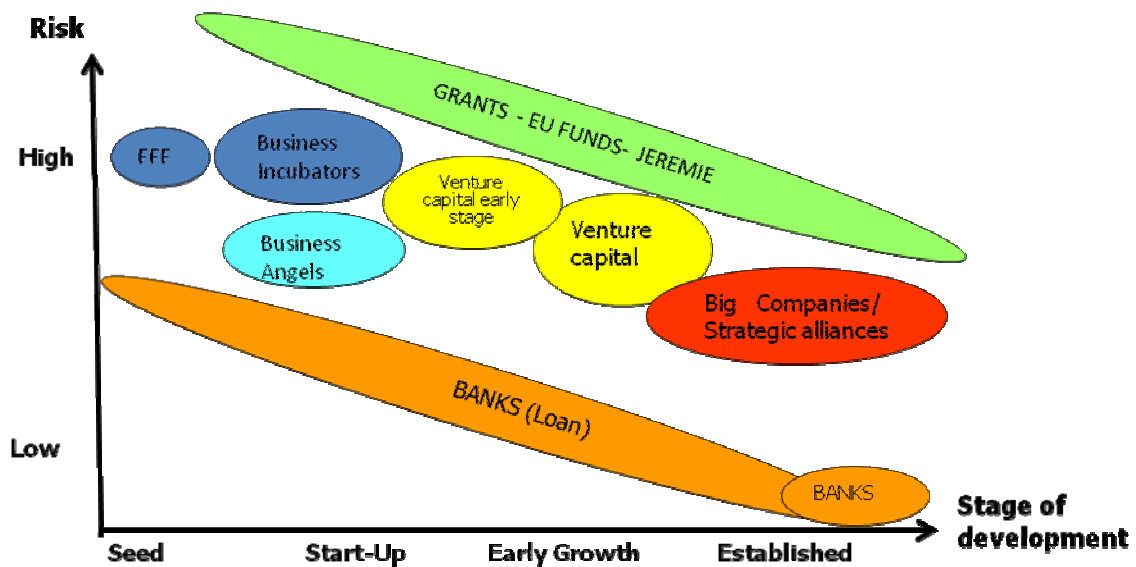 Risk
GRANTS - EU FUNDS- JEREMIE
High
FFF
Business
Incubators
Venture
capital early
stage
Business
Angels
Venture
capital
Big Companies/
Strategic alliances
BANKS (Loan)
Low
BANKS
Stage of
development
Seed
Start-Up
Early Growth
Established